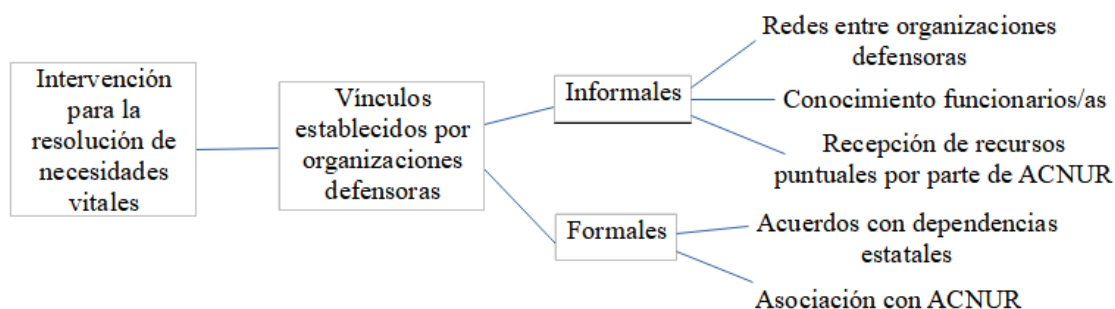 Intervención
para la
resolución de
necesidades
vitales
Vínculos
establecidos por
organizaciones
defensoras
Informales
Redes entre organizaciones
defensoras
Conocimiento funcionarios/as
Recepción de recursos
puntuales por parte de ACNUR
Formales
Acuerdos con dependencias
estatales
Asociación con ACNUR